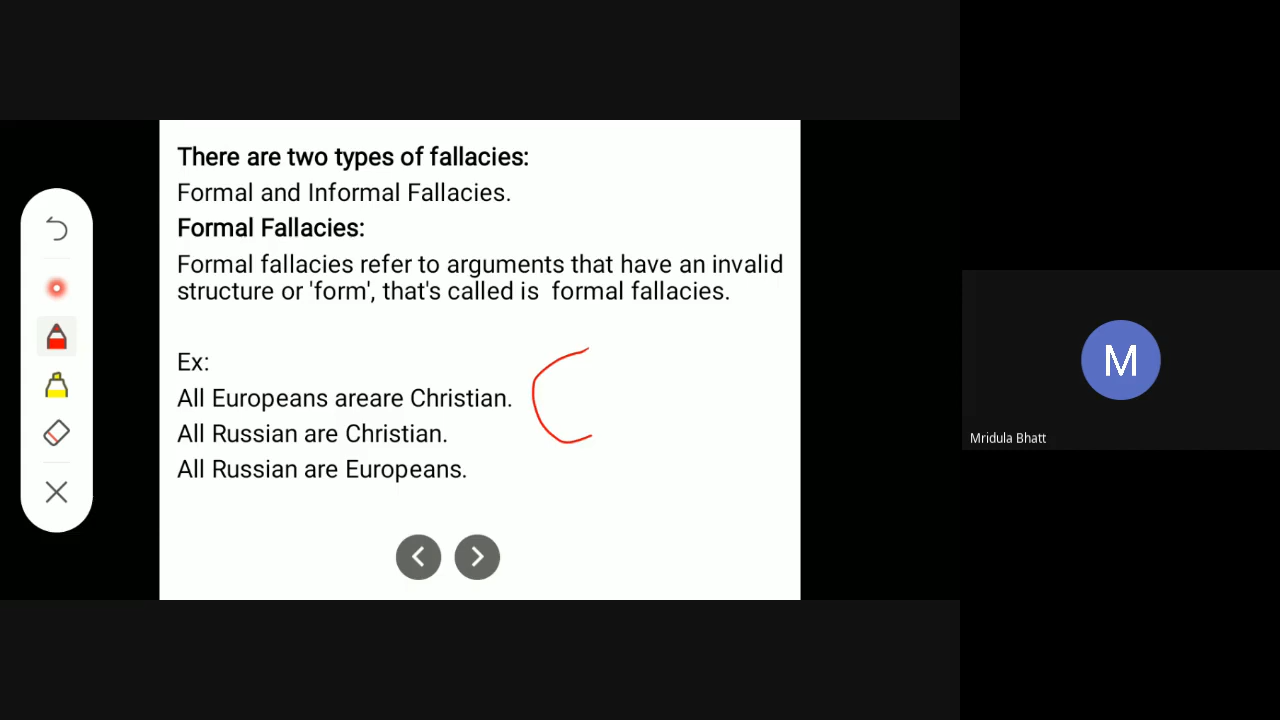 There are two types of fallacies:
Formal and Informal Fallacies.
Formal Fallacies:
Formal fallacies refer to arguments that have an invalid
structure or 'form', that's called is formal fallacies.
Ex:
All Europeans areare Christian.
All Russian are Christian.
All Russian are Europeans.
M
Mridula Bhatt